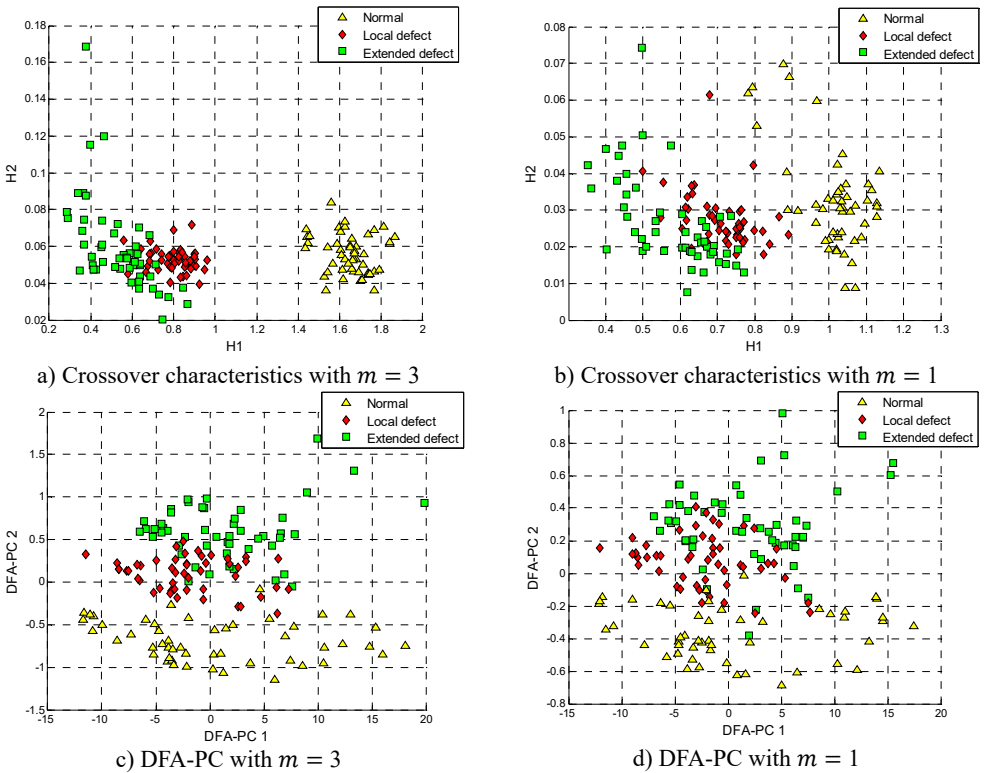 Normal
Local defect
Extended defect
0.18
0.16
0.14
0.12
0.1
0.08
0.06
0.04
0.02
H2
0.2 0.4 0.6 0.8 1 1.2 1.4 1.6 1.8 2
H1
a) Crossover characteristics with m = 3
Normal
Local defect
Extended defect
0.08
0.07
0.06
0.05
0.04
0.03
0.02
0.01
0
H2
0.3 0.4 0.5 0.6 0.7 0.8 0.9 1 1.1 1.2 1.3
H1
b) Crossover characteristics with m = 1
Normal
Local defect
Extended defect
2
1.5
1
0.5
0
-0.5
-1
-1.5
DFA-PC 2
-15 -10 -5 0 5 10 15 20
DFA-PC 1
c) DFA-PC with m = 3
Normal
Local defect
Extended defect
1
0.8
0.6
0.4
0.2
0
-0.2
-0.4
-0.6
-0.8
DFA-PC 2
-15 -10 -5 0 5 10 15 20
DFA-PC 1
d) DFA-PC with m = 1